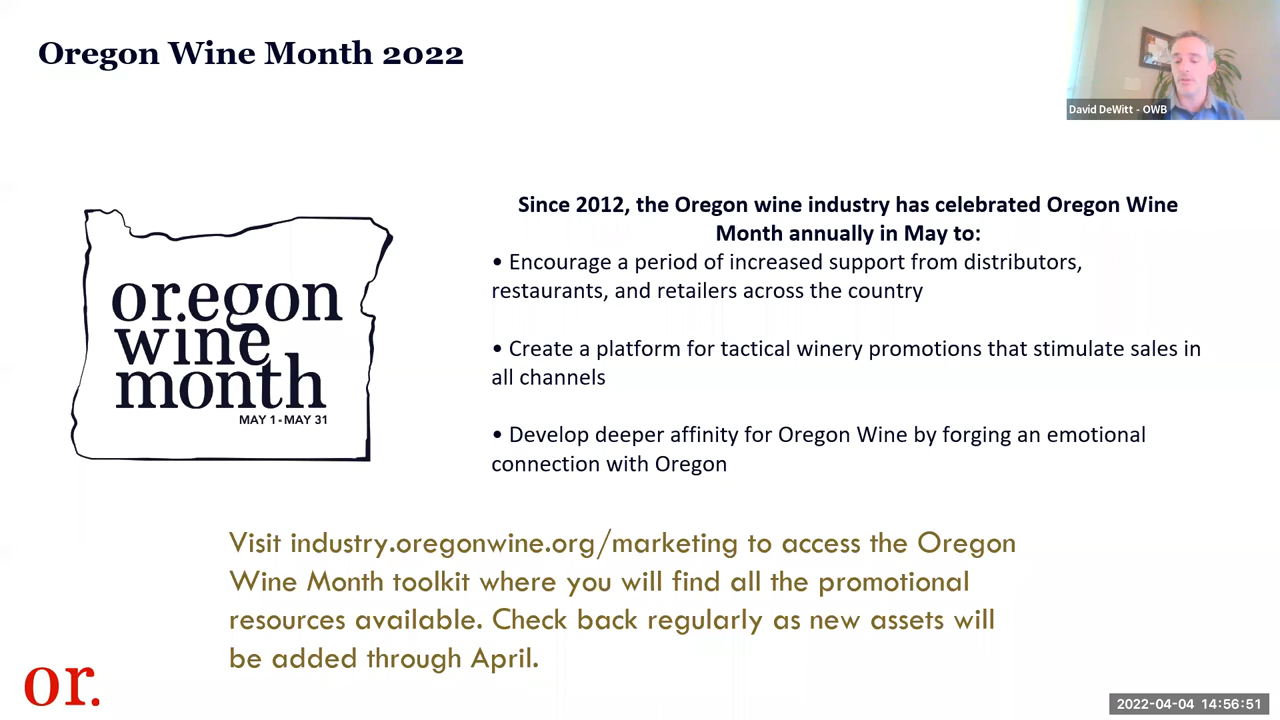 Oregon Wine Month 2022
David DeWitt - OWB
Since 2012, the Oregon wine industry has celebrated Oregon Wine
Month annually in May to:
• Encourage a period of increased support from distributors,
restaurants, and retailers across the country
• Create a platform for tactical winery promotions that stimulate sales in
all channels
• Develop deeper affinity for Oregon Wine by forging an emotional
connection with Oregon
or.egon
wine
month
MAY 1 - MAY 31
Visit industry.oregonwine.org/marketing to access the Oregon
Wine Month toolkit where you will find all the promotional
resources available. Check back regularly as new assets will
be added through April.
or.
2022-04-04 14:56:51